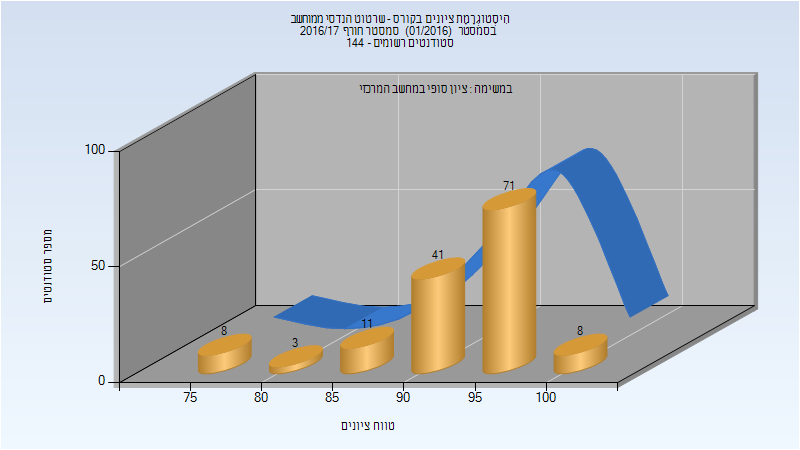 היסטוגרמת ציונים בקורס - שרטוט הנדסי ממוחשב
בסמסטר (01/2016) סמסטר חורף 2016/17
סטודנטים רשומים - 144
במשימה : ציון סופי במחשב המרכזי
מספר סטודנטים
100
50
0
8
3
11
41
71
8
75
80
85
90
95
100
טווח ציונים